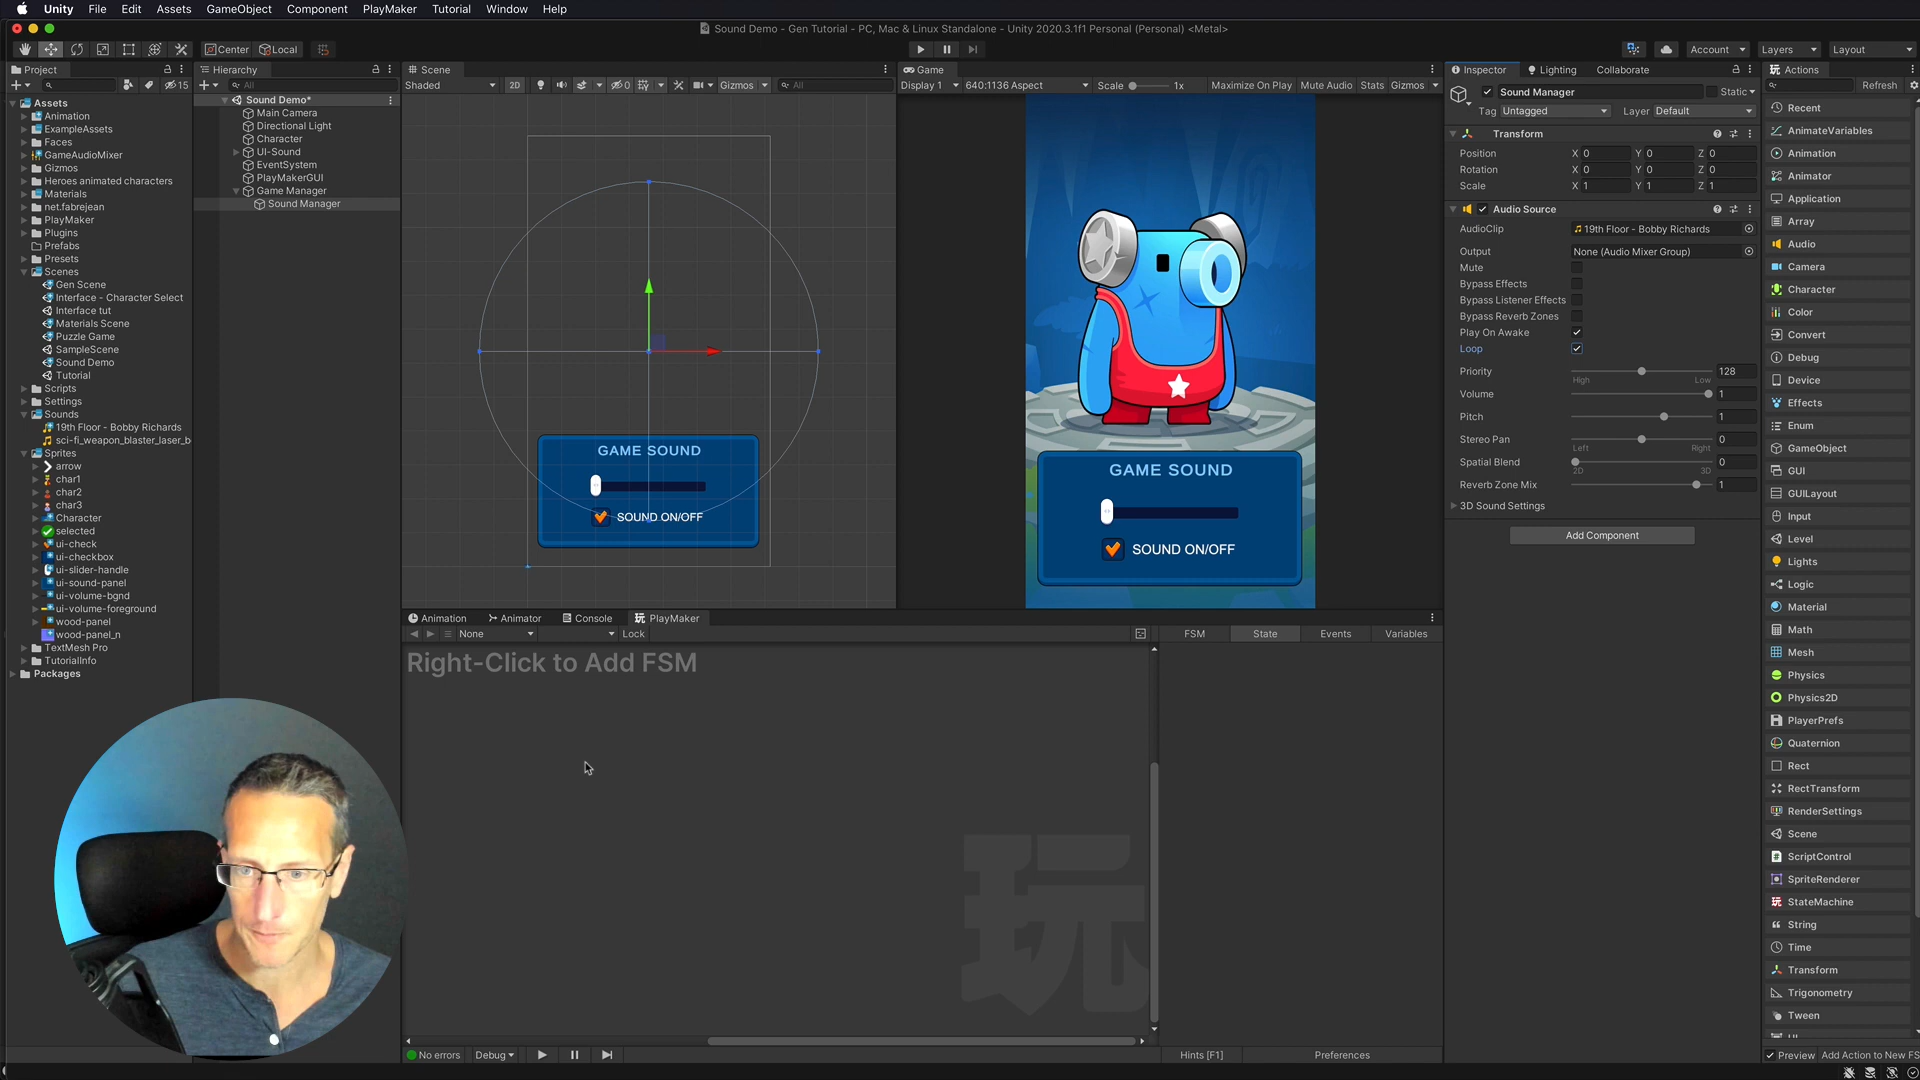 Unity File Edit Assets GameObject Component PlayMaker Tutorial Window Help
Sound Demo - Gen Tutorial - PC, Mac & Linux Standalone - Unity 2020.3.1f1 Personal (Personal) <Metal>
Center Local Account Layers Layout
Project
15
Assets
Animation
ExampleAssets
Faces
GameAudioMixer
Gizmos
Heroes animated characters
Materials
net.fabrejean
PlayMaker
Plugins
Prefabs
Presets
Scenes
Gen Scene
Interface - Character Select
Interface tut
Materials Scene
Puzzle Game
SampleScene
Sound Demo
Tutorial
Scripts
Settings
Sounds
19th Floor - Bobby Richards
sci-fi_weapon_blaster_laser_b
Sprites
arrow
char1
char2
char3
Character
selected
ui-check
ui-checkbox
ui-slider-handle
ui-sound-panel
ui-volume-bgnd
ui-volume-foreground
wood-panel
wood-panel_n
TextMesh Pro
TutorialInfo
Packages
Hierarchy
All
Sound Demo*
Main Camera
Directional Light
Character
UI-Sound
EventSystem
PlayMakerGUI
Game Manager
Sound Manager
Scene
Shaded 2D 0 Gizmos All
GAME SOUND
SOUND ON/OFF
Game
Display 1 640:1136 Aspect Scale 1x Maximize On Play Mute Audio Stats Gizmos
GAME SOUND
SOUND ON/OFF
Animation Animator Console PlayMaker
None Lock FSM State Events Variables
Right-Click to Add FSM
玩
No errors Debug Hints [F1] Preferences
Inspector Lighting Collaborate
Sound Manager Static
Tag Untagged Layer Default
Transform
Position X 0 Y 0 Z 0
Rotation X 0 Y 0 Z 0
Scale X 1 Y 1 Z 1
Audio Source
AudioClip 19th Floor - Bobby Richards
Output None (Audio Mixer Group)
Mute
Bypass Effects
Bypass Listener Effects
Bypass Reverb Zones
Play On Awake
Loop
Priority 128
High Low
Volume 1
Pitch 1
Stereo Pan 0
Left Right
Spatial Blend 0
2D 3D
Reverb Zone Mix 1
3D Sound Settings
Add Component
Actions
Refresh
Recent
AnimateVariables
Animation
Animator
Application
Array
Audio
Camera
Character
Color
Convert
Debug
Device
Effects
Enum
GameObject
GUI
GUILayout
Input
Level
Lights
Logic
Material
Math
Mesh
Physics
Physics2D
PlayerPrefs
Quaternion
Rect
RectTransform
RenderSettings
Scene
ScriptControl
SpriteRenderer
StateMachine
String
Time
Transform
Trigonometry
Tween
Preview Add Action to New FS